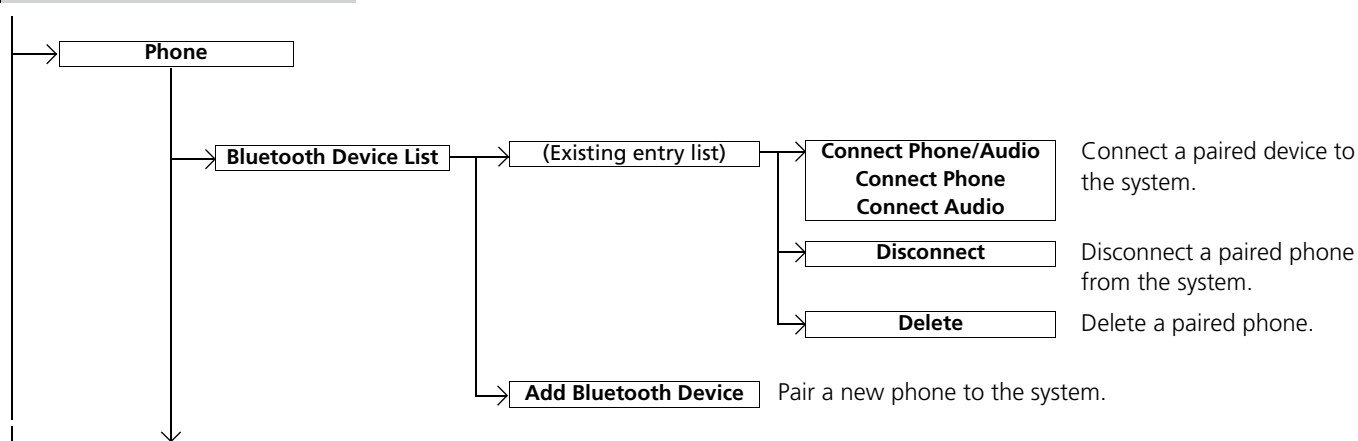 Phone
Bluetooth Device List
(Existing entry list)
Connect Phone/Audio
Connect Phone
Connect Audio
Connect a paired device to
the system.
Disconnect
Disconnect a paired phone
from the system.
Delete
Delete a paired phone.
Add Bluetooth Device
Pair a new phone to the system.